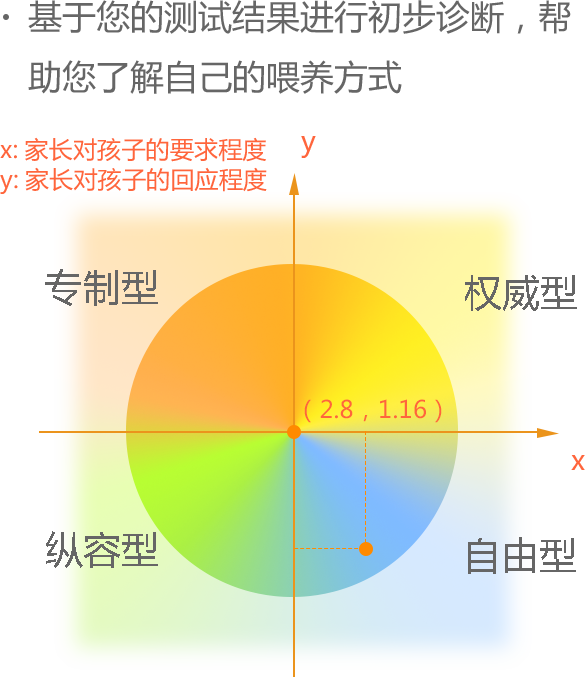 · 基于您的测试结果进行初步诊断，帮
助您了解自己的喂养方式
x: 家长对孩子的要求程度
y: 家长对孩子的回应程度
y
专制型
权威型
（2.8，1.16）
x
纵容型
自由型